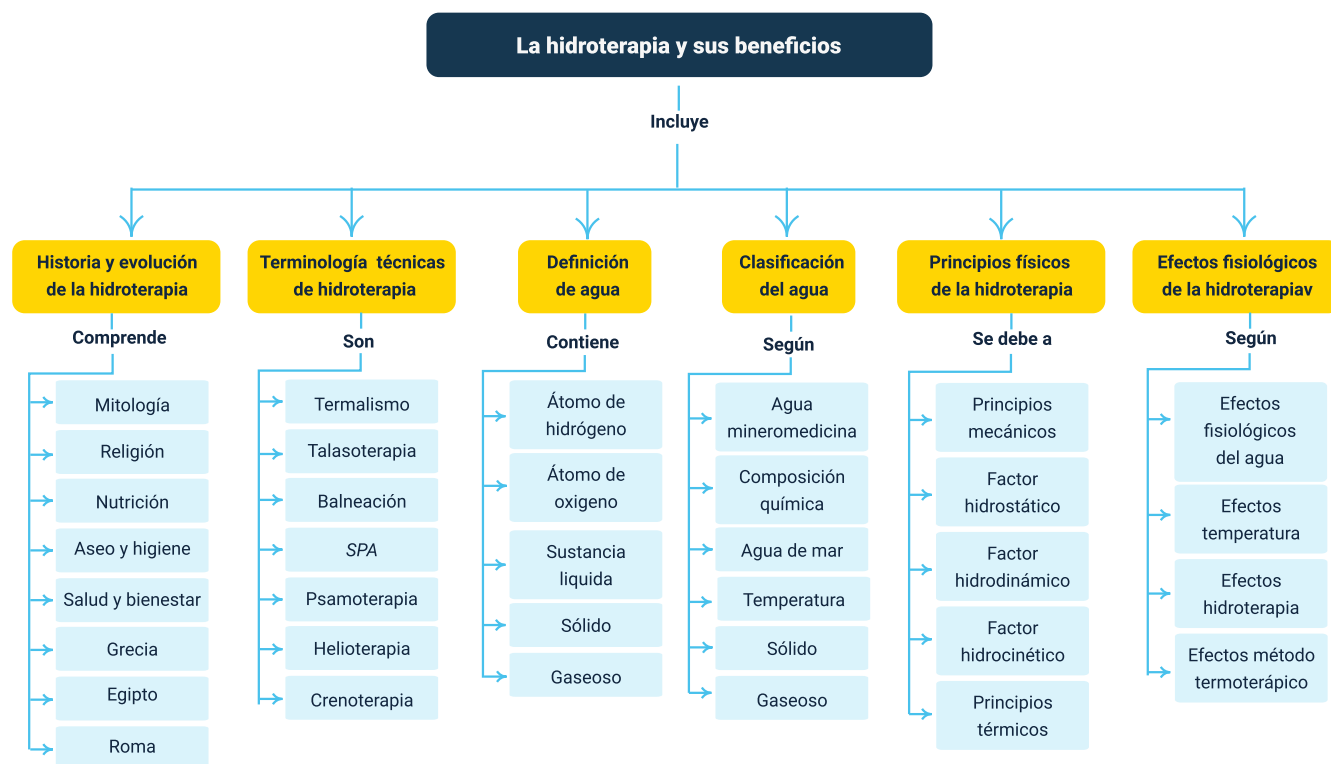 La hidroterapia y sus beneficios
Incluye
Historia y evolución
de la hidroterapia
Comprende
Mitología
Religión
Nutrición
Aseo y higiene
Salud y bienestar
Grecia
Egipto
Roma
Terminología técnicas
de hidroterapia
Son
Termalismo
Talasoterapia
Balneación
SPA
Psamoterapia
Helioterapia
Crenoterapia
Definición
de agua
Contiene
Átomo de
hidrógeno
Átomo de
oxigeno
Sustancia
liquida
Sólido
Gaseoso
Clasificación
del agua
Según
Agua
mineromedicina
Composición
química
Agua de mar
Temperatura
Sólido
Gaseoso
Principios físicos
de la hidroterapia
Se debe a
Principios
mecánicos
Factor
hidrostático
Factor
hidrodinámico
Factor
hidrocinético
Principios
térmicos
Efectos fisiológicos
de la hidroterapiav
Según
Efectos
fisiológicos
del agua
Efectos
temperatura
Efectos
hidroterapia
Efectos método
termoterápico